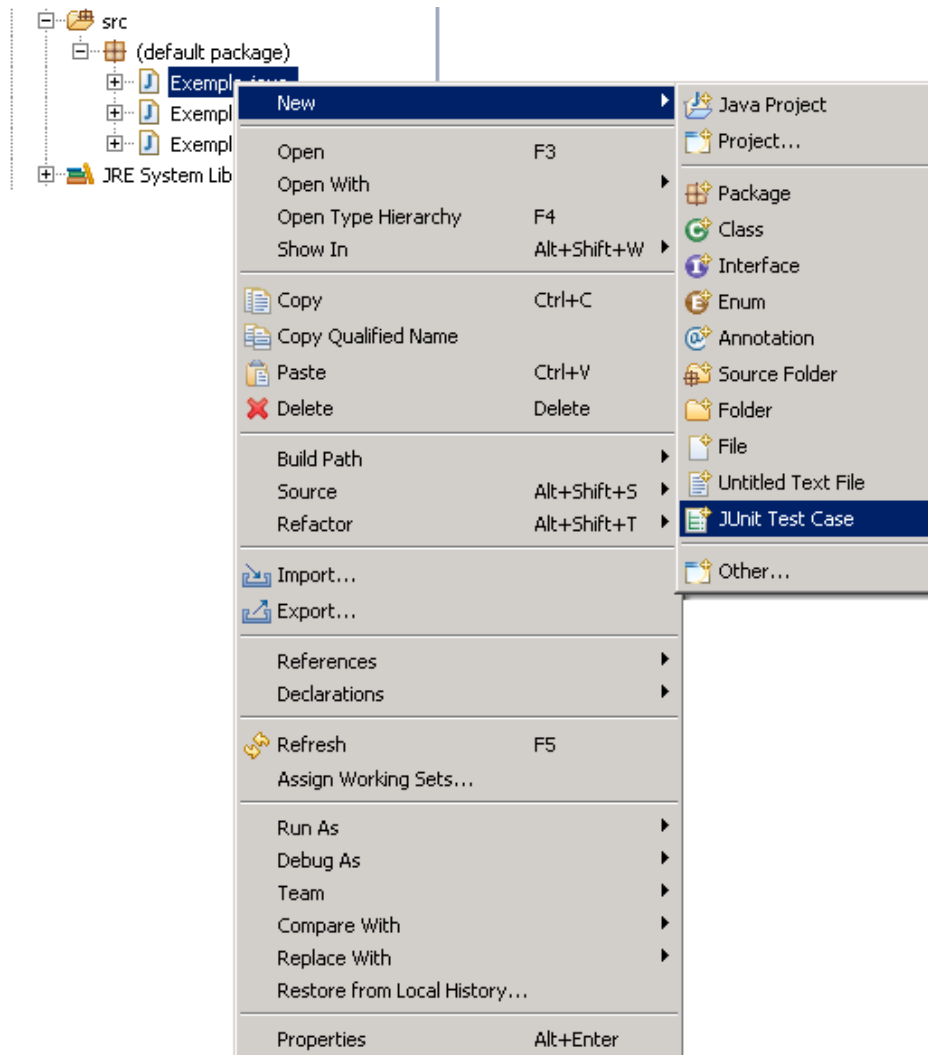 src
(default package)
Exempl
Exempl
JRE System Lib
New
Open F3
Open With
Open Type Hierarchy F4
Show In Alt+Shift+W
Copy Ctrl+C
Copy Qualified Name
Paste Ctrl+V
Delete Delete
Build Path
Source Alt+Shift+S
Refactor Alt+Shift+T
Import...
Export...
References
Declarations
Refresh F5
Assign Working Sets...
Run As
Debug As
Team
Compare With
Replace With
Restore from Local History...
Properties Alt+Enter
Java Project
Project...
Package
Class
Interface
Enum
Annotation
Source Folder
Folder
File
Untitled Text File
JUnit Test Case
Other...